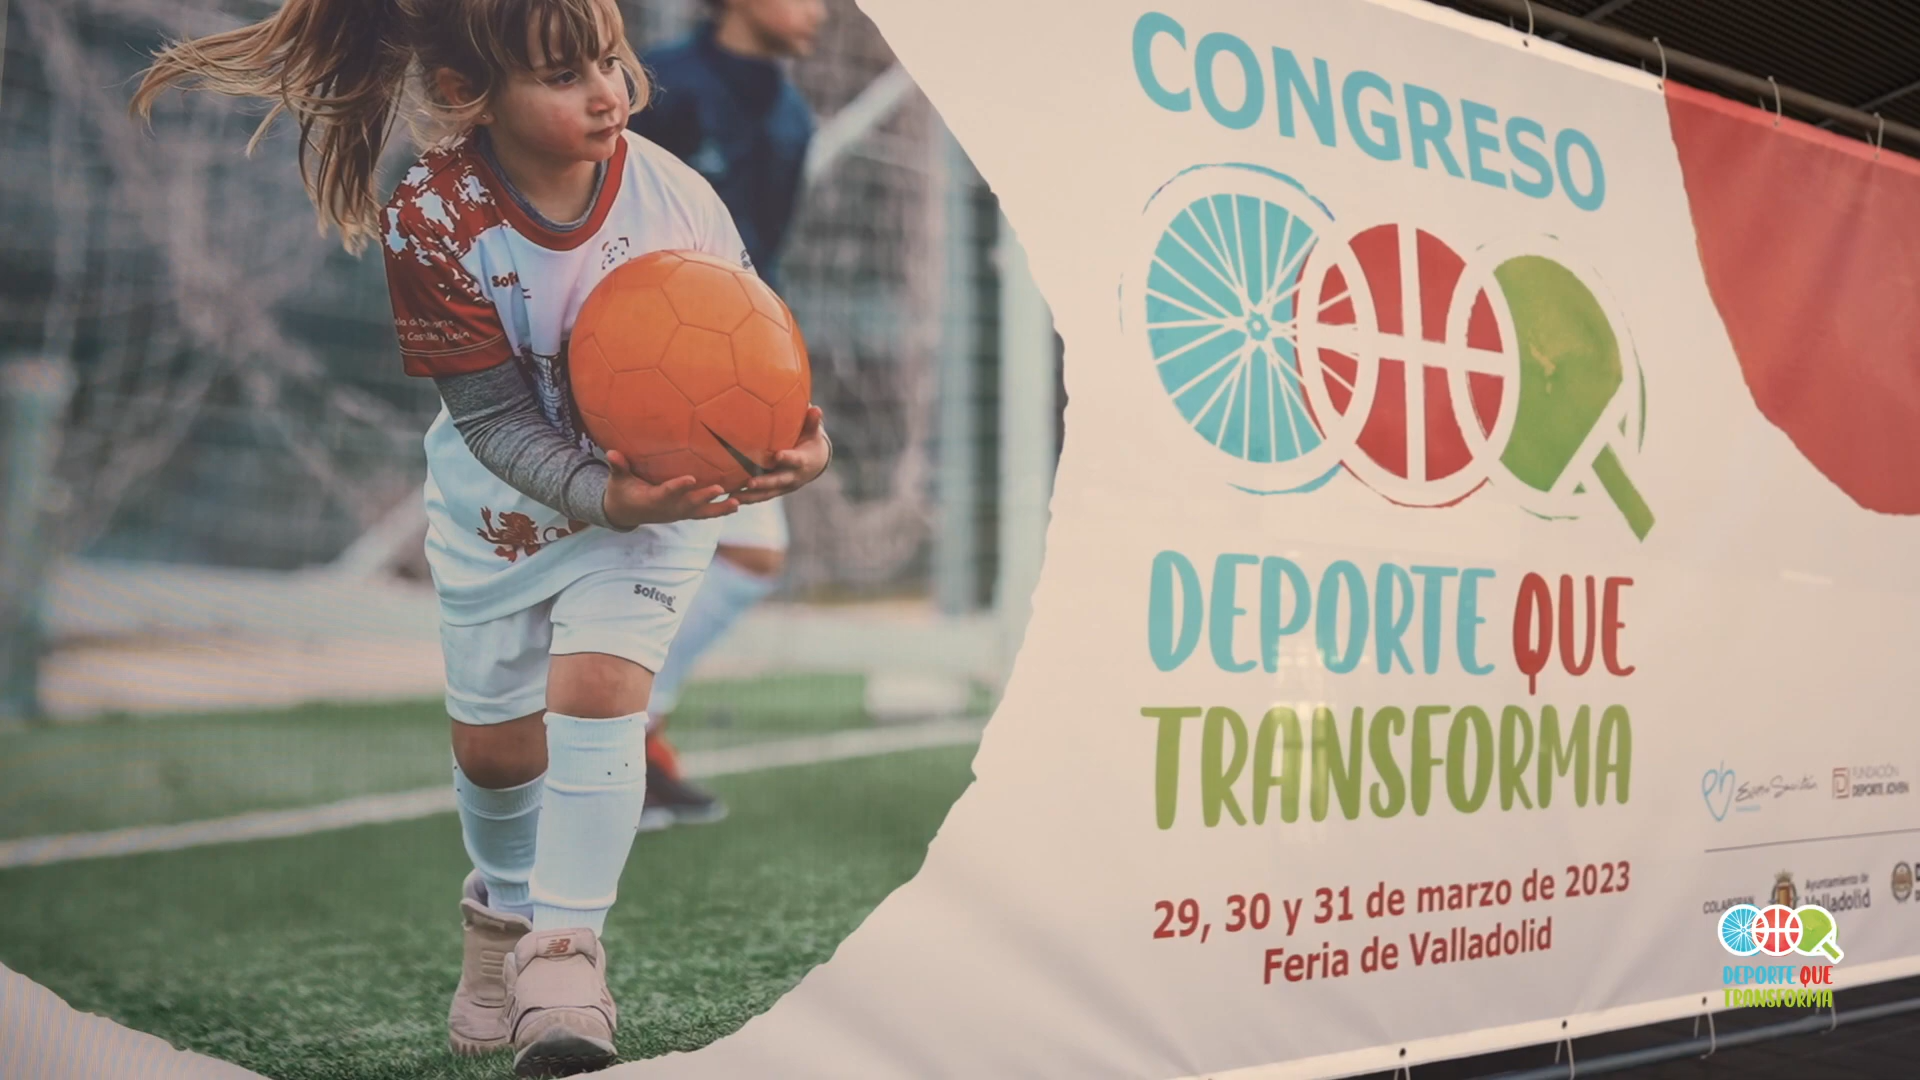 CONGRESO
DEPORTE QUE
TRANSFORMA
29, 30 y 31 de marzo de 2023
Feria de Valladolid
FUNDACIÓN
DEPORTE JOVEN
Ayuntamiento de
Valladolid
softee
DEPORTE QUE
TRANSFORMA